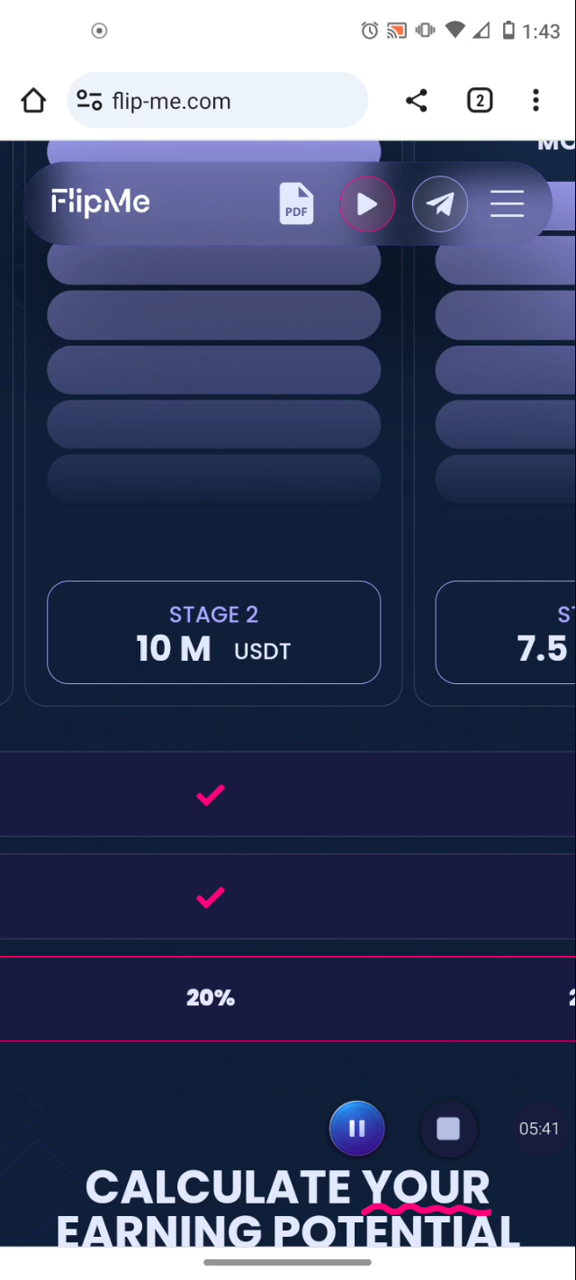 1:43
flip-me.com
2
MO
FlipMe
PDF
STAGE 2
10 M USDT
7.5
20%
05:41
CALCULATE YOUR
EARNING POTENTIAL